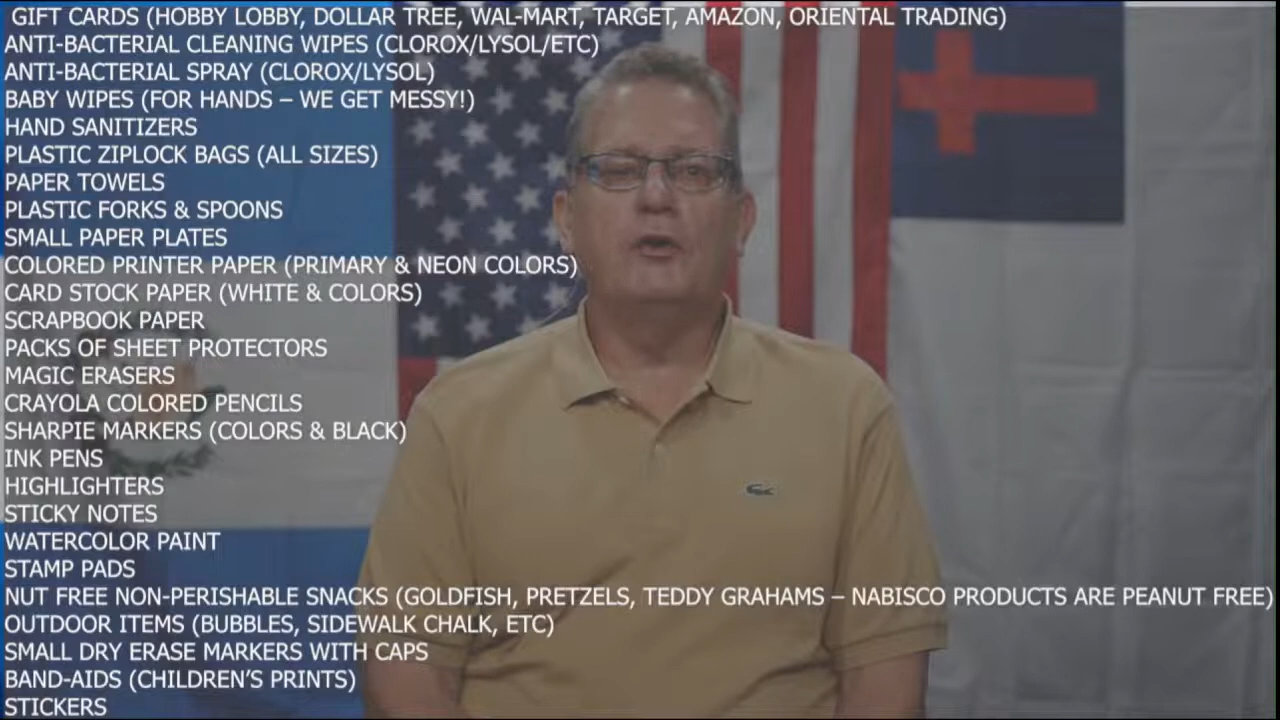 GIFT CARDS (HOBBY LOBBY, DOLLAR TREE, WAL-MART, TARGET, AMAZON, ORIENTAL TRADING)
ANTI-BACTERIAL CLEANING WIPES (CLOROX/LYSOL/ETC)
ANTI-BACTERIAL SPRAY (CLOROX/LYSOL)
BABY WIPES (FOR HANDS – WE GET MESSY!)
HAND SANITIZERS
PLASTIC ZIPLOCK BAGS (ALL SIZES)
PAPER TOWELS
PLASTIC FORKS & SPOONS
SMALL PAPER PLATES
COLORED PRINTER PAPER (PRIMARY & NEON COLORS)
CARD STOCK PAPER (WHITE & COLORS)
SCRAPBOOK PAPER
PACKS OF SHEET PROTECTORS
MAGIC ERASERS
CRAYOLA COLORED PENCILS
SHARPIE MARKERS (COLORS & BLACK)
INK PENS
HIGHLIGHTERS
STICKY NOTES
WATERCOLOR PAINT
STAMP PADS
NUT FREE NON-PERISHABLE SNACKS (GOLDFISH, PRETZELS, TEDDY GRAHAMS – NABISCO PRODUCTS ARE PEANUT FREE)
OUTDOOR ITEMS (BUBBLES, SIDEWALK CHALK, ETC)
SMALL DRY ERASE MARKERS WITH CAPS
BAND-AIDS (CHILDREN'S PRINTS)
STICKERS